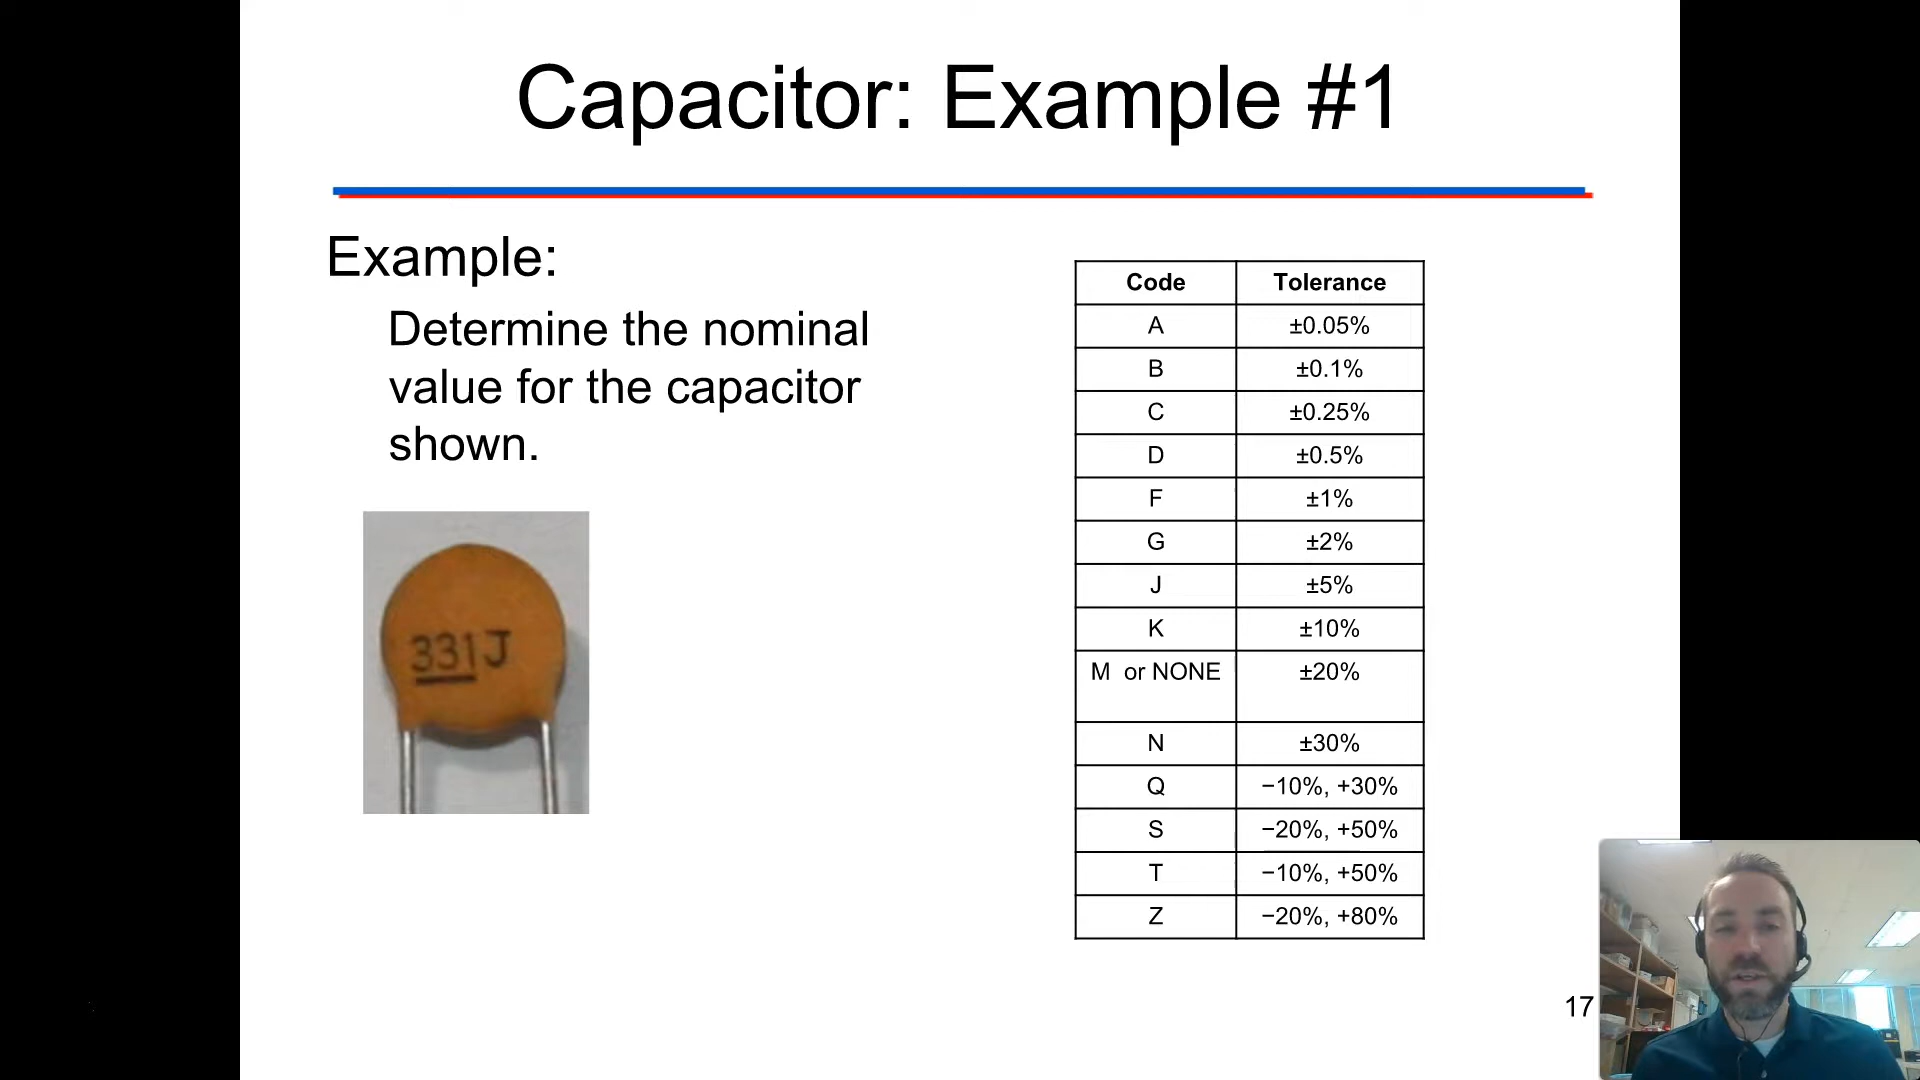 Capacitor: Example #1
Example:
Determine the nominal
value for the capacitor
shown.
331J
Code Tolerance
A ±0.05%
B ±0.1%
C ±0.25%
D ±0.5%
F ±1%
G ±2%
J ±5%
K ±10%
M or NONE ±20%
N ±30%
Q −10%, +30%
S −20%, +50%
T −10%, +50%
Z −20%, +80%
17